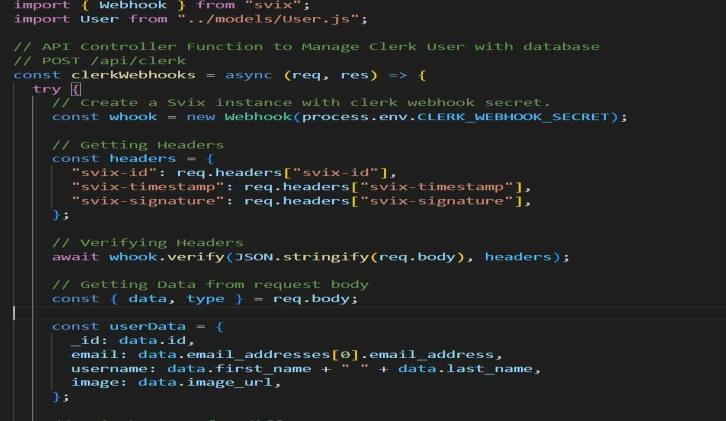 import { Webhook } from "svix";
import User from "../models/User.js";
// API Controller Function to Manage Clerk User with database
// POST /api/clerk
const clerkWebhooks = async (req, res) => {
try {
// Create a Svix instance with clerk webhook secret.
const whook = new Webhook(process.env.CLERK_WEBHOOK_SECRET);
// Getting Headers
const headers = {
"svix-id": req.headers["svix-id"],
"svix-timestamp": req.headers["svix-timestamp"],
"svix-signature": req.headers["svix-signature"],
};
// Verifying Headers
await whook.verify(JSON.stringify(req.body), headers);
// Getting Data from request body
const { data, type } = req.body;
const userData = {
_id: data.id,
email: data.email_addresses[0].email_address,
username: data.first_name + " " + data.last_name,
image: data.image_url,
};